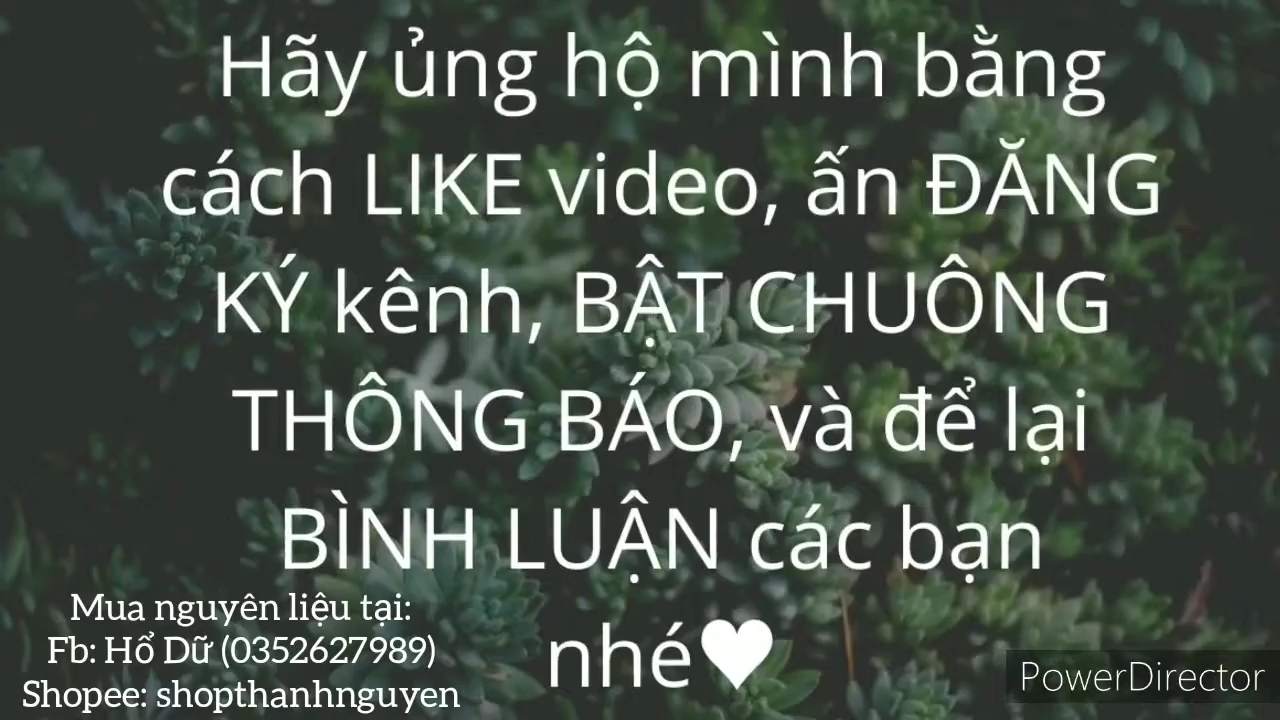 Hãy ủng hộ mình bằng
cách LIKE video, ấn ĐĂNG
KÝ kênh, BẬT CHUÔNG
THÔNG BÁO, và để lại
BÌNH LUẬN các bạn
nhé♥
Mua nguyên liệu tại:
Fb: Hổ Dữ (0352627989)
Shopee: shopthanhnguyen
PowerDirector